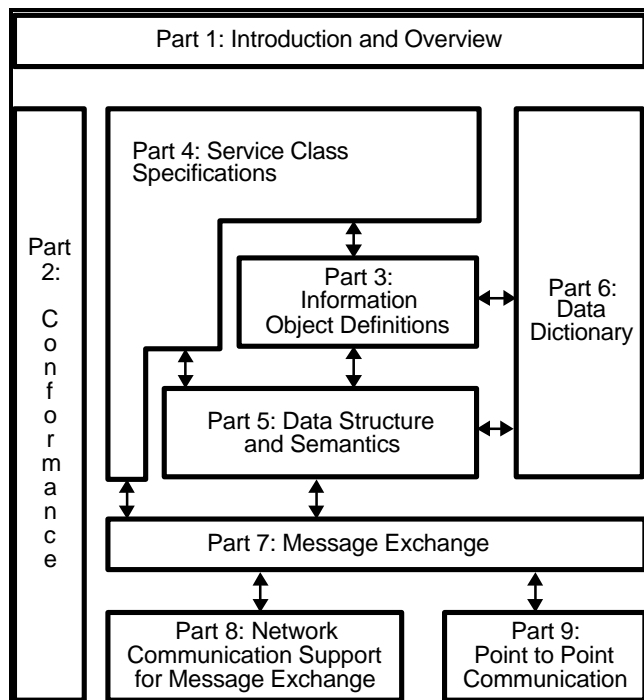 Part 1: Introduction and Overview
Part
2:
C
o
n
f
o
r
m
a
n
c
e
Part 4: Service Class
Specifications
Part 3:
Information
Object Definitions
Part 6:
Data
Dictionary
Part 5: Data Structure
and Semantics
Part 7: Message Exchange
Part 8: Network
Communication Support
for Message Exchange
Part 9:
Point to Point
Communication